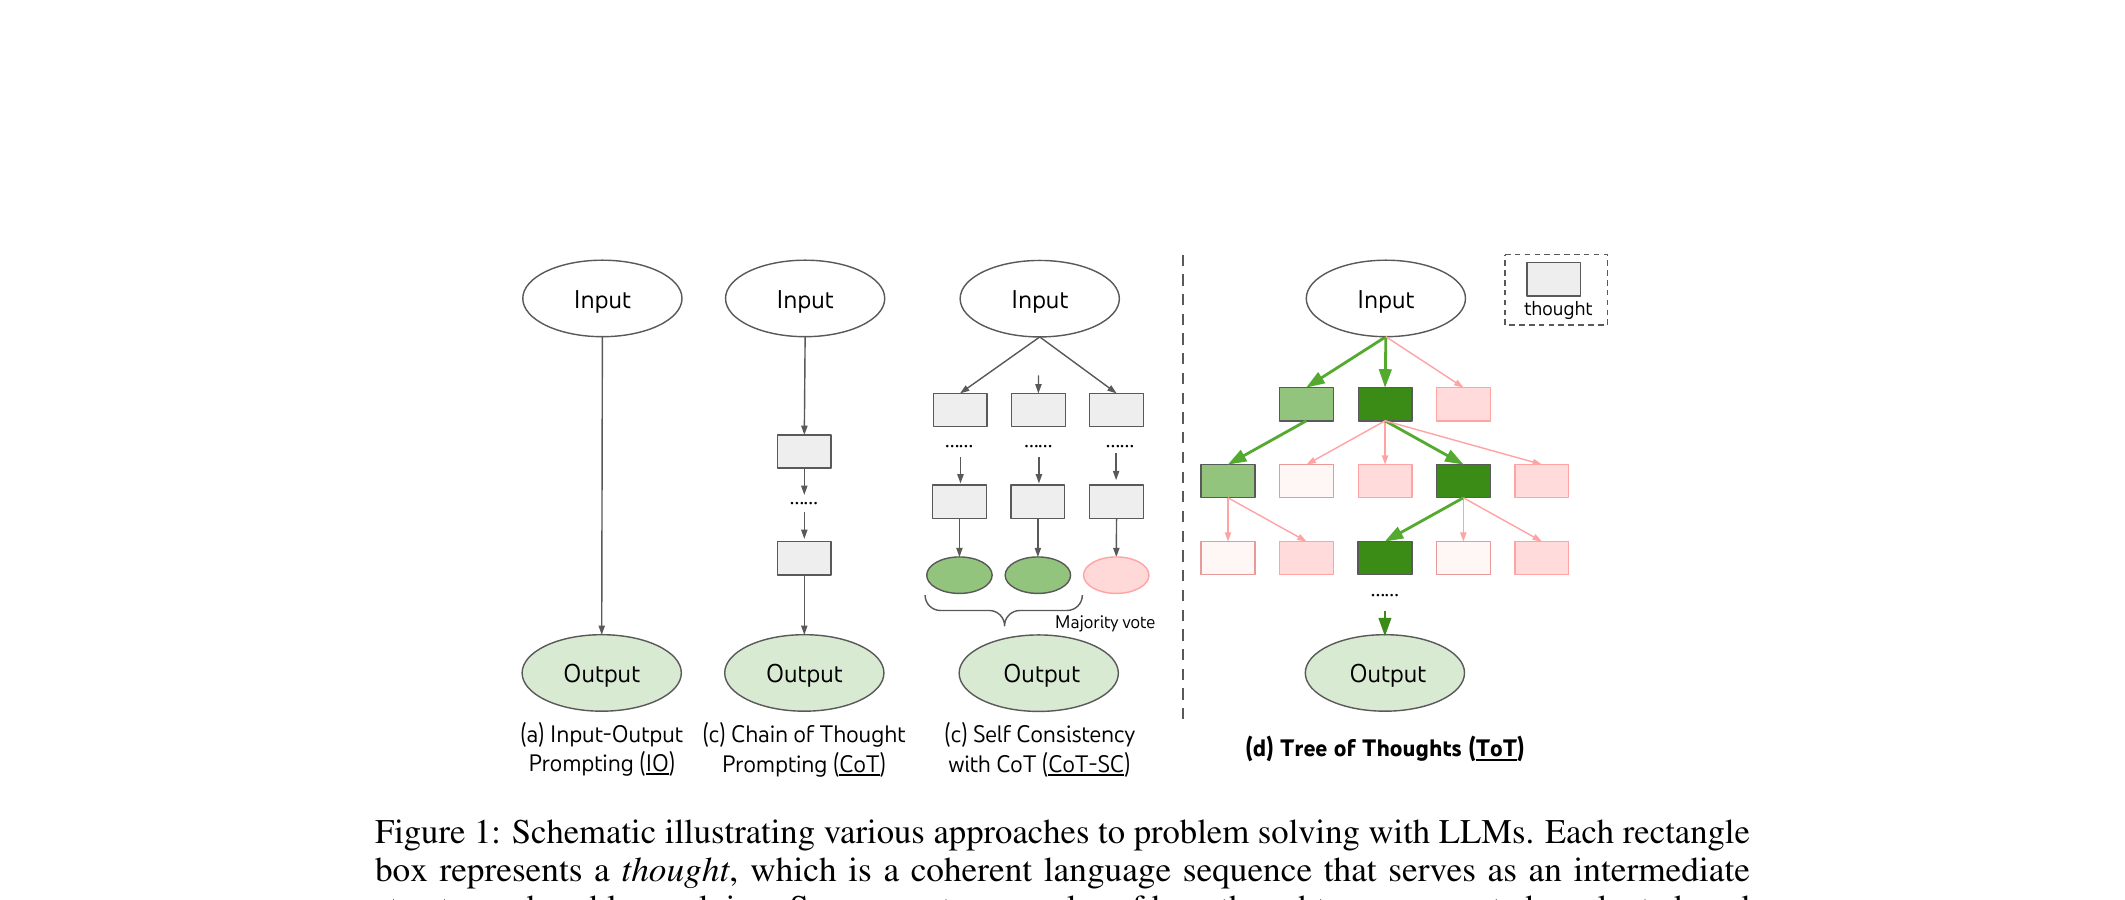 Input
Input
Input
Input
thought
......
......
......
......
......
Majority vote
Output
Output
Output
Output
(a) Input-Output
Prompting (IO)
(c) Chain of Thought
Prompting (CoT)
(c) Self Consistency
with CoT (CoT-SC)
(d) Tree of Thoughts (ToT)
Figure 1: Schematic illustrating various approaches to problem solving with LLMs. Each rectangle
box represents a thought, which is a coherent language sequence that serves as an intermediate